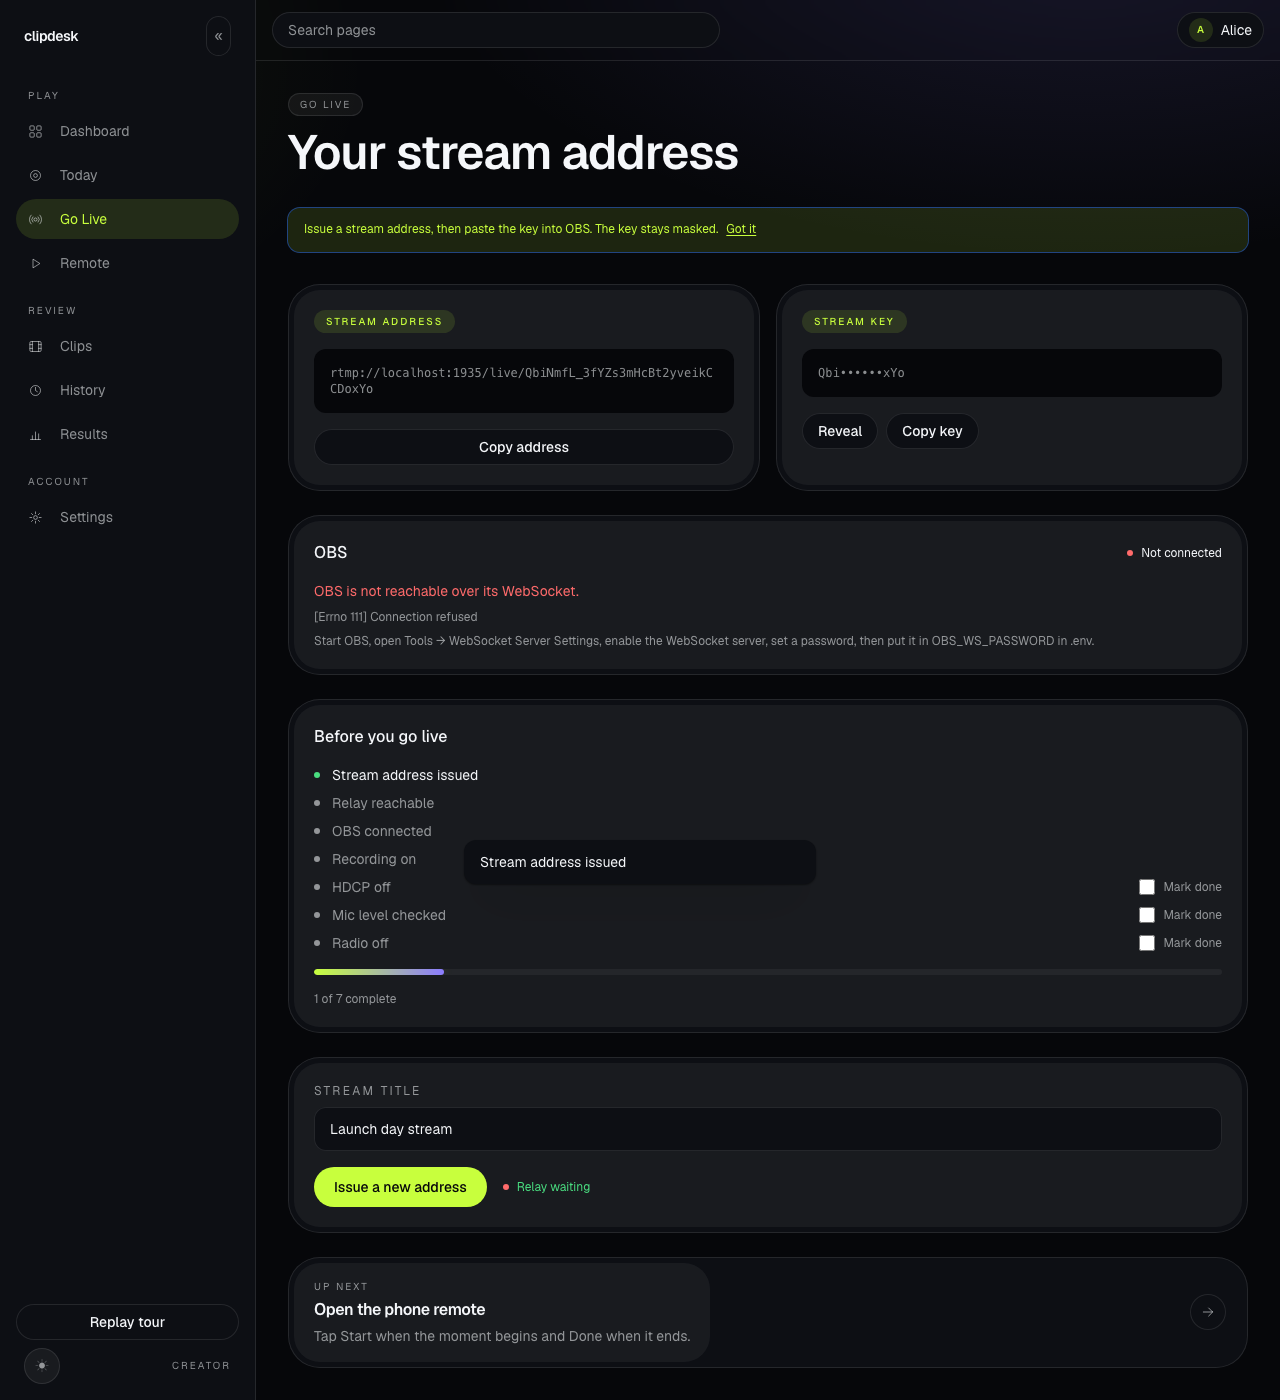 clipdesk
«
Search pages
A
Alice
PLAY
Dashboard
Today
Go Live
Remote
REVIEW
Clips
History
Results
ACCOUNT
Settings
Replay tour
CREATOR
GO LIVE
Your stream address
Issue a stream address, then paste the key into OBS. The key stays masked. Got it
STREAM ADDRESS
rtmp://localhost:1935/live/QbiNmfL_3fYZs3mHcBt2yveikC
CDoxYo
Copy address
STREAM KEY
Qbi••••••xYo
Reveal
Copy key
OBS
Not connected
OBS is not reachable over its WebSocket.
[Errno 111] Connection refused
Start OBS, open Tools → WebSocket Server Settings, enable the WebSocket server, set a password, then put it in OBS_WS_PASSWORD in .env.
Before you go live
Stream address issued
Relay reachable
OBS connected
Recording on
Stream address issued
HDCP off
Mark done
Mic level checked
Mark done
Radio off
Mark done
1 of 7 complete
STREAM TITLE
Launch day stream
Issue a new address
Relay waiting
UP NEXT
Open the phone remote
Tap Start when the moment begins and Done when it ends.